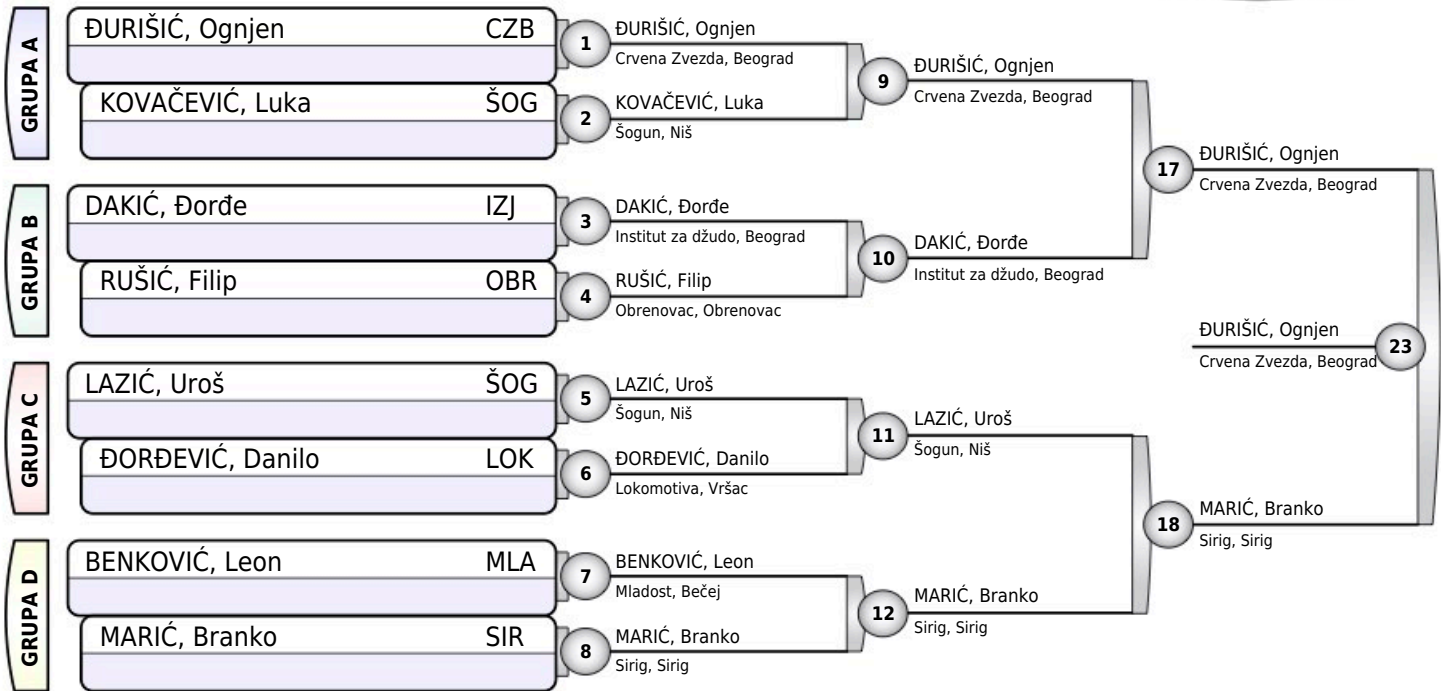 GRUPA A
ĐURIŠIĆ, Ognjen CZB
KOVAČEVIĆ, Luka ŠOG
GRUPA B
DAKIĆ, Đorđe IZJ
RUŠIĆ, Filip OBR
GRUPA C
LAZIĆ, Uroš ŠOG
ĐORĐEVIĆ, Danilo LOK
GRUPA D
BENKOVIĆ, Leon MLA
MARIĆ, Branko SIR
1
ĐURIŠIĆ, Ognjen
Crvena Zvezda, Beograd
2
KOVAČEVIĆ, Luka
Šogun, Niš
3
DAKIĆ, Đorđe
Institut za džudo, Beograd
4
RUŠIĆ, Filip
Obrenovac, Obrenovac
5
LAZIĆ, Uroš
Šogun, Niš
6
ĐORĐEVIĆ, Danilo
Lokomotiva, Vršac
7
BENKOVIĆ, Leon
Mladost, Bečej
8
MARIĆ, Branko
Sirig, Sirig
9
ĐURIŠIĆ, Ognjen
Crvena Zvezda, Beograd
10
DAKIĆ, Đorđe
Institut za džudo, Beograd
11
LAZIĆ, Uroš
Šogun, Niš
12
MARIĆ, Branko
Sirig, Sirig
17
ĐURIŠIĆ, Ognjen
Crvena Zvezda, Beograd
18
MARIĆ, Branko
Sirig, Sirig
ĐURIŠIĆ, Ognjen
Crvena Zvezda, Beograd
23